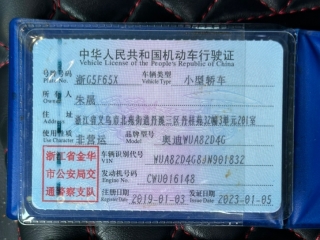 中华人民共和国机动车行驶证
Vehicle License of the People's Republic of China
号牌号码 浙G5F65X 车辆类型 小型轿车
Plate No. Vehicle Type
所有人 朱晟
Owner
住址 浙江省义乌市北苑街道丹溪三区丹桂苑32幢3单元201室
Address
使用性质 非营运 品牌型号 奥迪WUA82D4G
Use Character Model
浙江省金华
市公安局交
通警察支队
车辆识别代号 WUA82D4G8JN901832
VIN
发动机号码 CWU016148
Engine No.
注册日期 2019-01-03 发证日期 2023-01-05
Register Date Issue Date